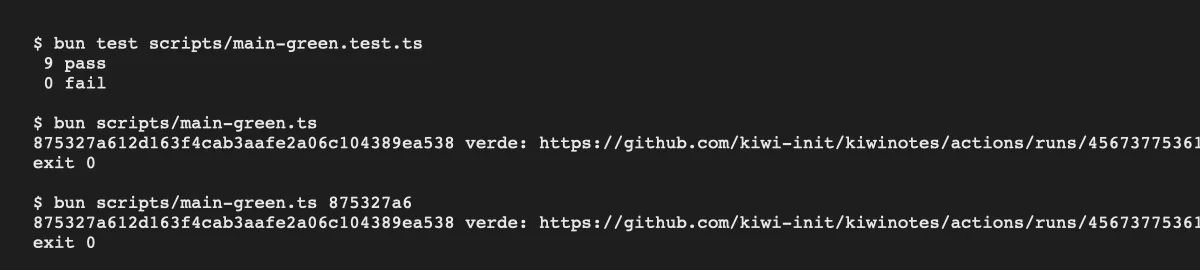 $ bun test scripts/main-green.test.ts
9 pass
0 fail
$ bun scripts/main-green.ts
875327a612d163f4cab3aafe2a06c104389ea538 verde: https://github.com/kiwi-init/kiwinotes/actions/runs/45673775361
exit 0
$ bun scripts/main-green.ts 875327a6
875327a612d163f4cab3aafe2a06c104389ea538 verde: https://github.com/kiwi-init/kiwinotes/actions/runs/45673775361
exit 0